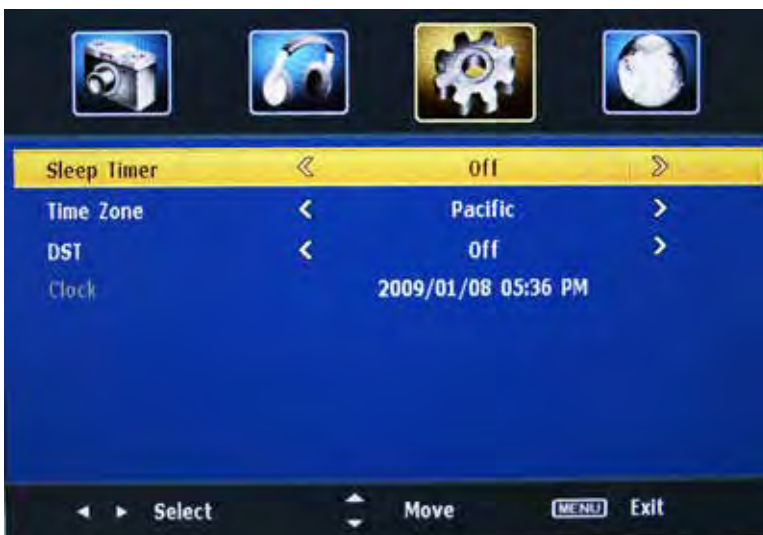 Sleep Timer Off
Time Zone Pacific
DST Off
Clock 2009/01/08 05:36 PM
Select Move MENU Exit